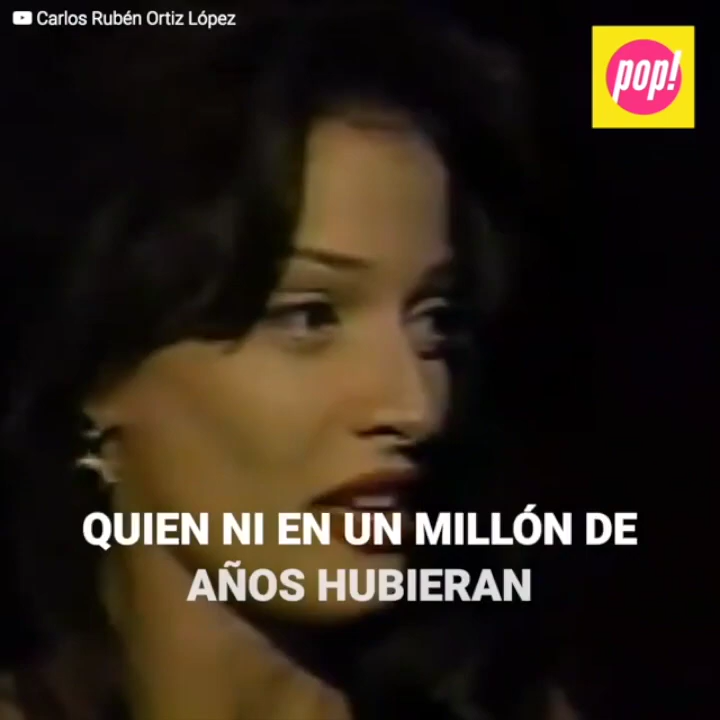 Carlos Rubén Ortiz López
pop!
QUIEN NI EN UN MILLÓN DE
AÑOS HUBIERAN